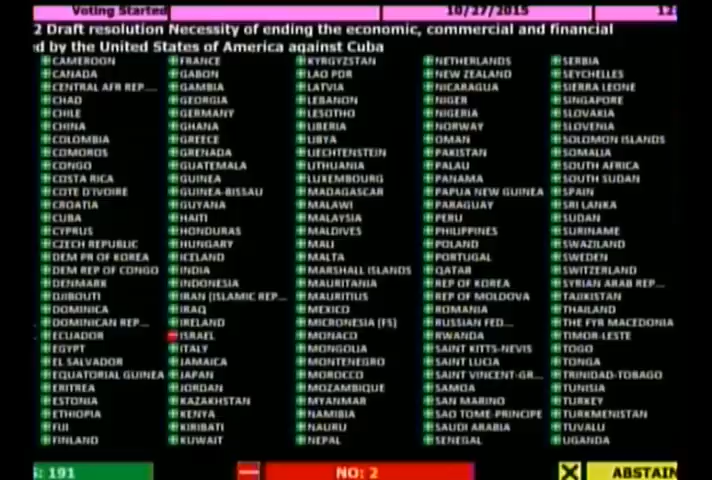 Voting Started 10/27/2015 12
2 Draft resolution Necessity of ending the economic, commercial and financial
d by the United States of America against Cuba
CAMEROON FRANCE KYRGYZSTAN NETHERLANDS SERBIA
CANADA GABON LAO PDR NEW ZEALAND SEYCHELLES
CENTRAL AFR REP... GAMBIA LATVIA NICARAGUA SIERRA LEONE
CHAD GEORGIA LEBANON NIGER SINGAPORE
CHILE GERMANY LESOTHO NIGERIA SLOVAKIA
CHINA GHANA LIBERIA NORWAY SLOVENIA
COLOMBIA GREECE LIBYA OMAN SOLOMON ISLANDS
COMOROS GRENADA LIECHTENSTEIN PAKISTAN SOMALIA
CONGO GUATEMALA LITHUANIA PALAU SOUTH AFRICA
COSTA RICA GUINEA LUXEMBOURG PANAMA SOUTH SUDAN
COTE D'IVOIRE GUINEA-BISSAU MADAGASCAR PAPUA NEW GUINEA SPAIN
CROATIA GUYANA MALAWI PARAGUAY SRI LANKA
CUBA HAITI MALAYSIA PERU SUDAN
CYPRUS HONDURAS MALDIVES PHILIPPINES SURINAME
CZECH REPUBLIC HUNGARY MALI POLAND SWAZILAND
DEM PR OF KOREA ICELAND MALTA PORTUGAL SWEDEN
DEM REP OF CONGO INDIA MARSHALL ISLANDS QATAR SWITZERLAND
DENMARK INDONESIA MAURITANIA REP OF KOREA SYRIAN ARAB REP...
DJIBOUTI IRAN (ISLAMIC REP... MAURITIUS REP OF MOLDOVA TAJIKISTAN
DOMINICA IRAQ MEXICO ROMANIA THAILAND
DOMINICAN REP... IRELAND MICRONESIA (FS) RUSSIAN FED... THE FYR MACEDONIA
ECUADOR ISRAEL MONACO RWANDA TIMOR-LESTE
EGYPT ITALY MONGOLIA SAINT KITTS-NEVIS TOGO
EL SALVADOR JAMAICA MONTENEGRO SAINT LUCIA TONGA
EQUATORIAL GUINEA JAPAN MOROCCO SAINT VINCENT-GR... TRINIDAD-TOBAGO
ERITREA JORDAN MOZAMBIQUE SAMOA TUNISIA
ESTONIA KAZAKHSTAN MYANMAR SAN MARINO TURKEY
ETHIOPIA KENYA NAMIBIA SAO TOME-PRINCIPE TURKMENISTAN
FIJI KIRIBATI NAURU SAUDI ARABIA TUVALU
FINLAND KUWAIT NEPAL SENEGAL UGANDA
S: 191 NO: 2 ABSTAIN